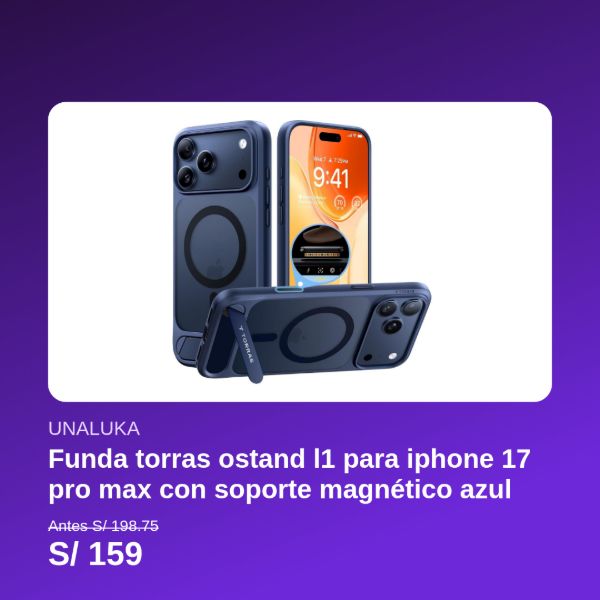 9:41
TORRAS
UNALUKA
Funda torras ostand l1 para iphone 17
pro max con soporte magnético azul
Antes S/ 198.75
S/ 159